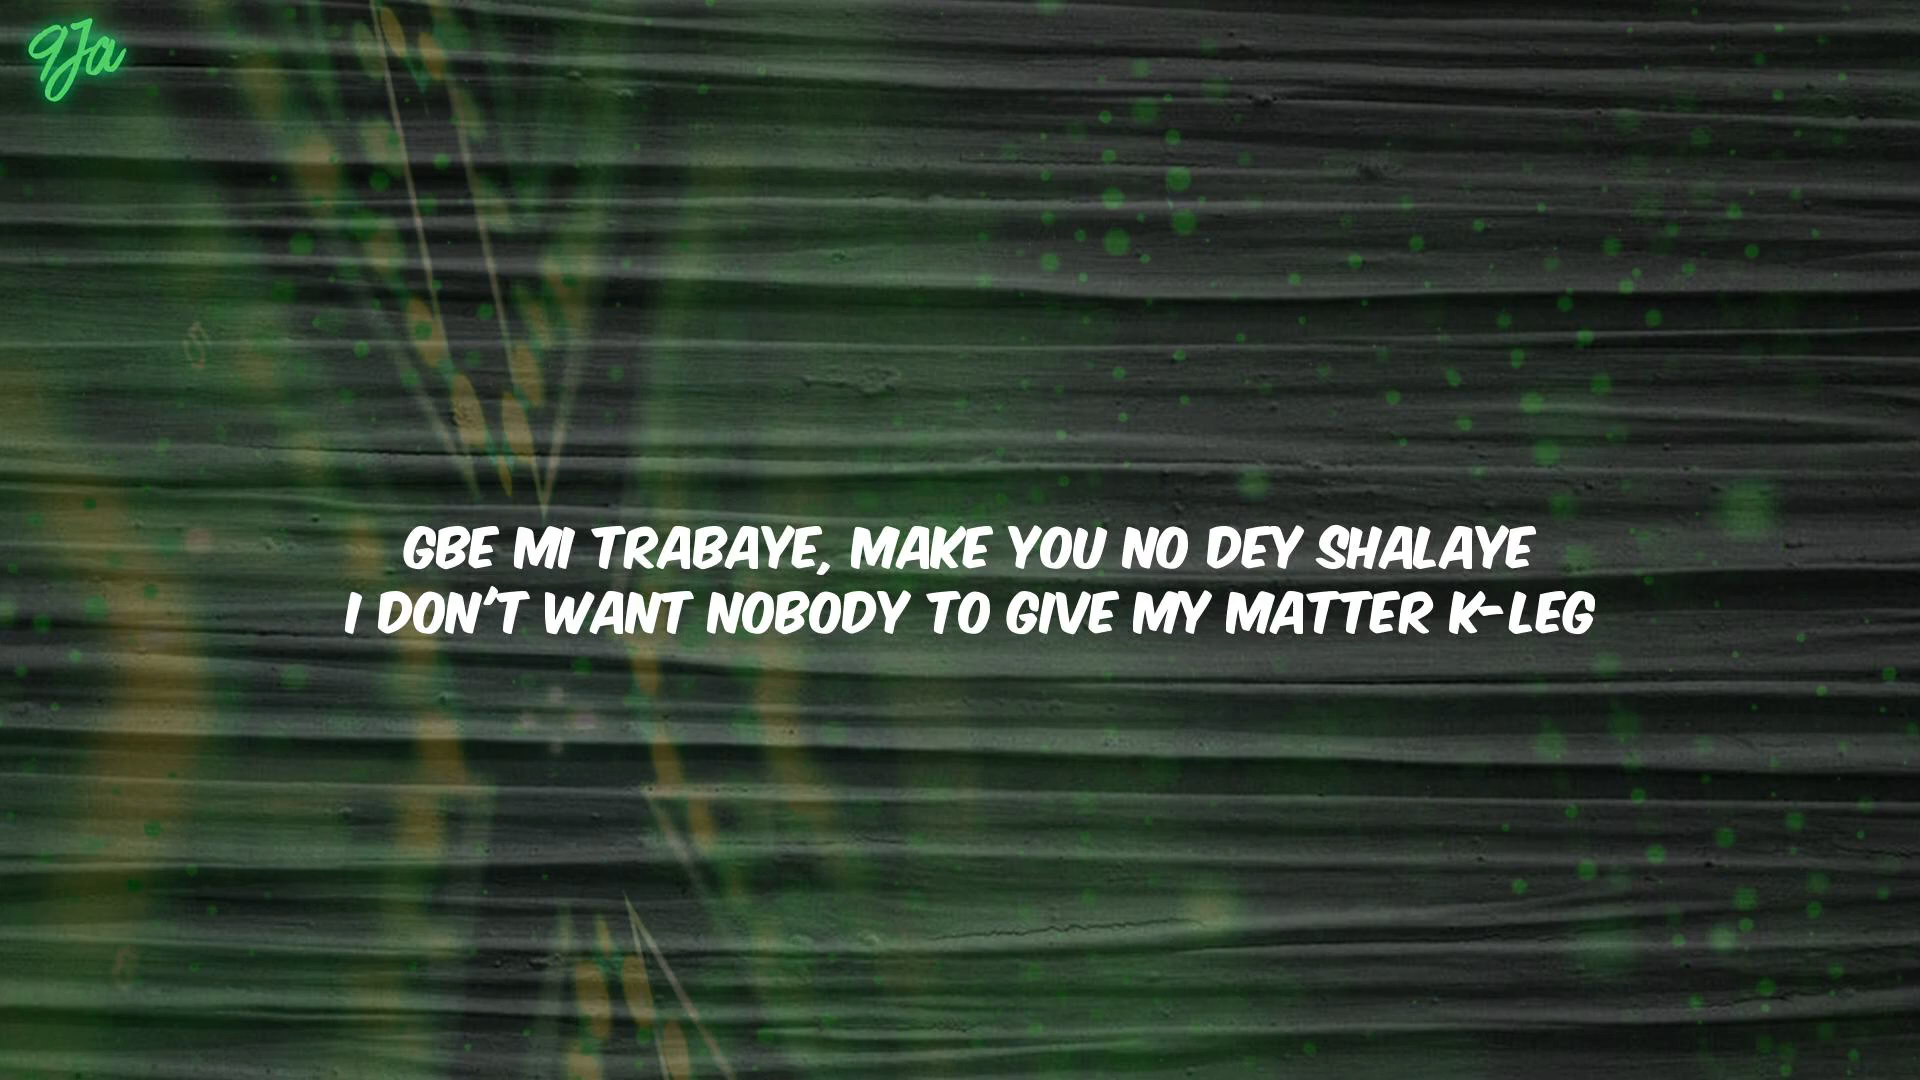 9Ja
GBE MI TRABAYE, MAKE YOU NO DEY SHALAYE
I DON'T WANT NOBODY TO GIVE MY MATTER K-LEG